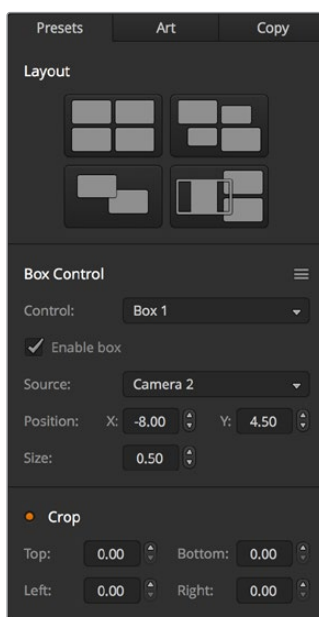 Presets Art Copy
Layout
Box Control
Control: Box 1
Enable box
Source: Camera 2
Position: X: -8.00 Y: 4.50
Size: 0.50
Crop
Top: 0.00 Bottom: 0.00
Left: 0.00 Right: 0.00